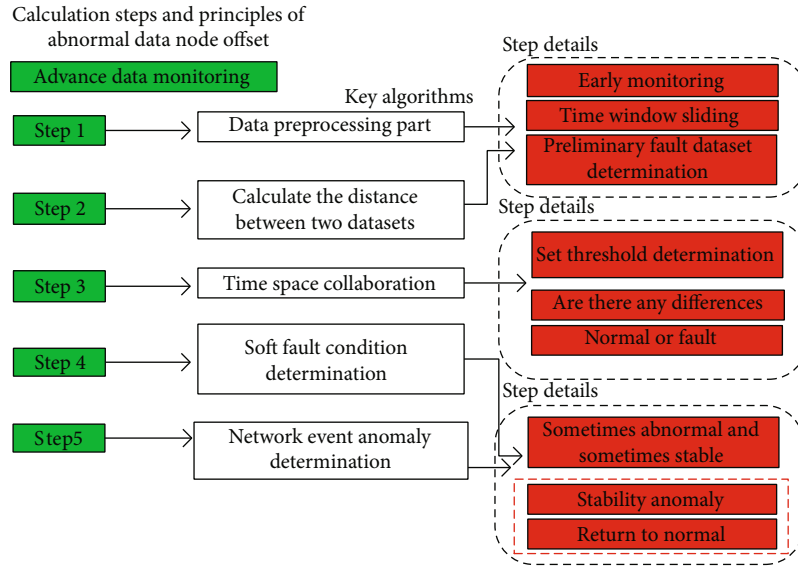 Calculation steps and principles of
abnormal data node offset
Advance data monitoring
Key algorithms
Step 1
Data preprocessing part
Step 2
Calculate the distance
between two datasets
Step 3
Time space collaboration
Step 4
Soft fault condition
determination
Step5
Network event anomaly
determination
Step details
Early monitoring
Time window sliding
Preliminary fault dataset
determination
Step details
Set threshold determination
Are there any differences
Normal or fault
Step details
Sometimes abnormal and
sometimes stable
Stability anomaly
Return to normal